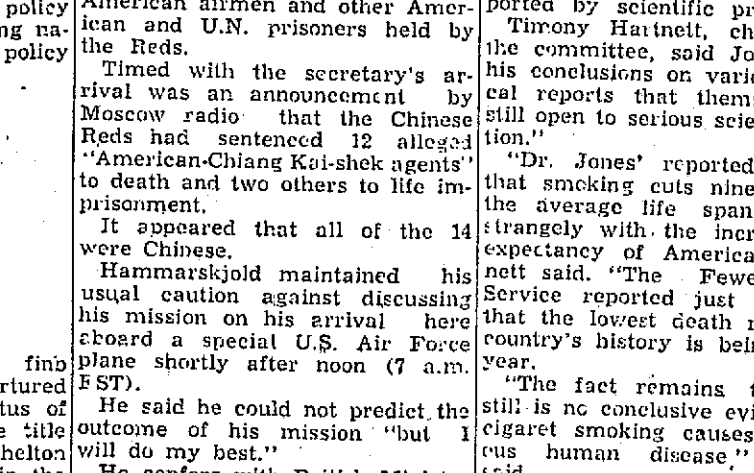 policy
ng na-
policy
fino
rtured
tus of
e title
helton
in the
American airmen and other Amer-
ican and U.N. prisoners held by
the Reds.
Timed with the secretary's ar-
rival was an announcement by
Moscow radio that the Chinese
Reds had sentenced 12 alleged
"American-Chiang Kai-shek agents"
to death and two others to life im-
prisonment.
It appeared that all of the 14
were Chinese.
Hammarskjold maintained his
usual caution against discussing
his mission on his arrival here
aboard a special U.S. Air Force
plane shortly after noon (7 a.m.
EST).
He said he could not predict the
outcome of his mission "but I
will do my best."
He confers with British
ported by scientific pr
Timony Hartnett, ch
the committee, said Jo
his conclusions on vari
cal reports that them
still open to serious scie
tion."
"Dr. Jones' reported
that smoking cuts nine
the average life span
strangely with the incr
expectancy of America
nett said. "The Fewe
Service reported just
that the lowest death r
country's history is bei
year.
"The fact remains t
still is no conclusive evi
cigaret smoking causes
ous human disease"
said.